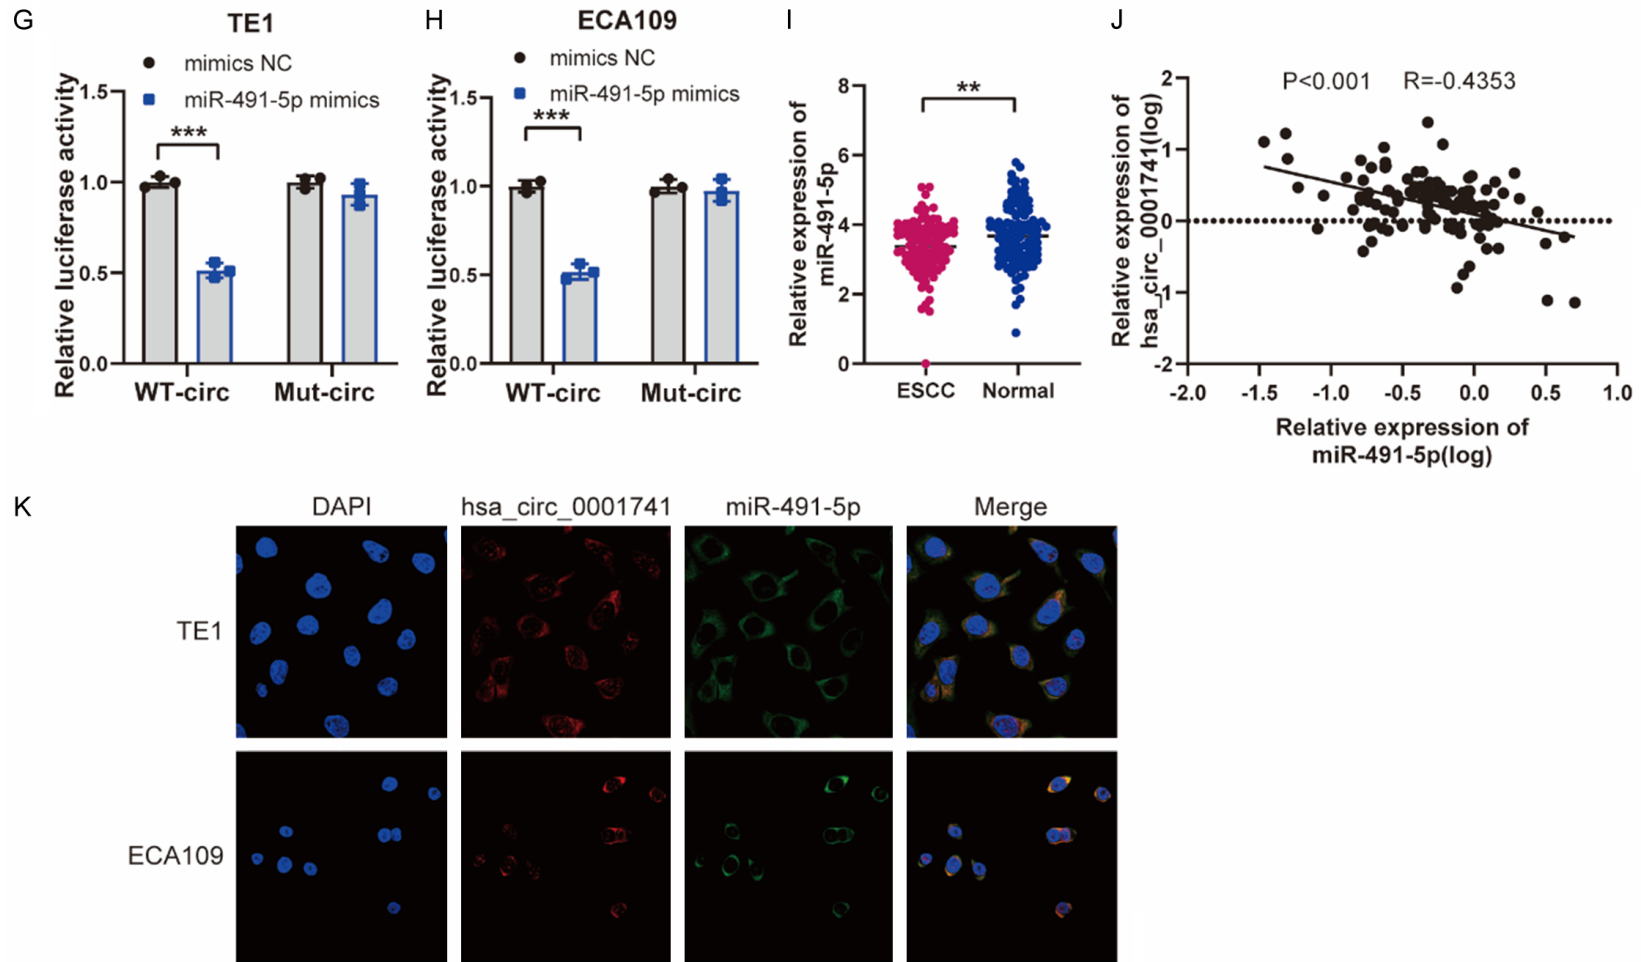 G
TE1
mimics NC
miR-491-5p mimics
Relative luciferase activity
1.5
1.0
0.5
0.0
***
WT-circ
Mut-circ
H
ECA109
mimics NC
miR-491-5p mimics
Relative luciferase activity
1.5
1.0
0.5
0.0
***
WT-circ
Mut-circ
I
Relative expression of
miR-491-5p
8
6
4
2
0
**
ESCC
Normal
J
P<0.001 R=-0.4353
Relative expression of
hsa_circ_0001741(log)
2
1
0
-1
-2
-2.0 -1.5 -1.0 -0.5 0.0 0.5 1.0
Relative expression of
miR-491-5p(log)
K
DAPI hsa_circ_0001741 miR-491-5p Merge
TE1
ECA109